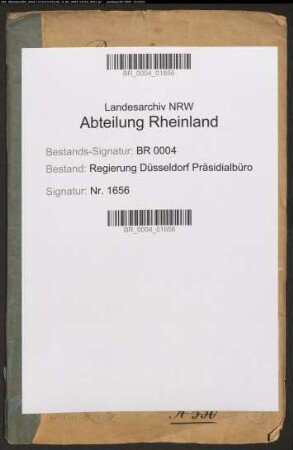 BR_0004_01656
Landesarchiv NRW
Abteilung Rheinland
Bestands-Signatur: BR 0004
Bestand: Regierung Düsseldorf Präsidialbüro
Signatur: Nr. 1656
BR_0004_01656